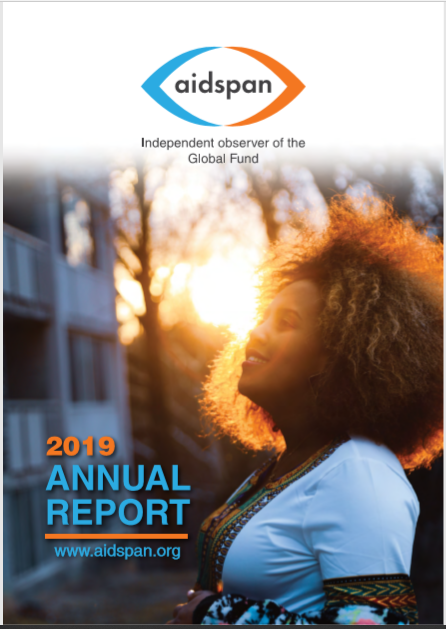 aidspan
Independent observer of the
Global Fund
2019
ANNUAL
REPORT
www.aidspan.org